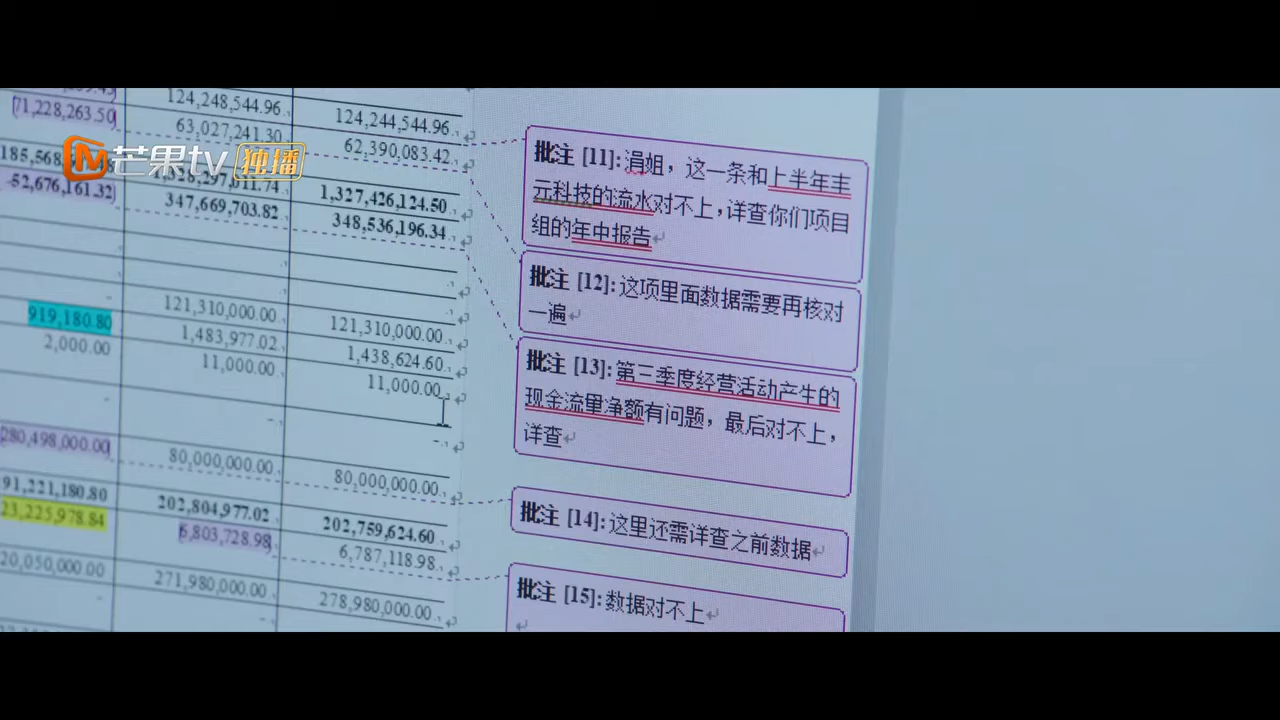 124,248,544.96
124,244,544.96
71,228,263.50
63,027,241.30
62,390,083.42
芒果tv 独播
1,327,426,124.50
-52,676,161.32)
347,669,703.82
348,536,196.34
121,310,000.00
121,310,000.00
919,180.80
1,483,977.02
1,438,624.60
2,000.00
11,000.00
11,000.00
280,498,000.00)
80,000,000.00
80,000,000.00
91,221,180.80
202,804,977.02
202,759,624.60
23,225,978.84
6,803,728.98
6,787,118.98
20,050,000.00
271,980,000.00
278,980,000.00
批注 [11]: 涓姐，这一条和上半年丰
元科技的流水对不上，详查你们项目
组的年中报告
批注 [12]: 这项里面数据需要再核对
一遍
批注 [13]: 第三季度经营活动产生的
现金流量净额有问题，最后对不上，
详查
批注 [14]: 这里还需详查之前数据
批注 [15]: 数据对不上